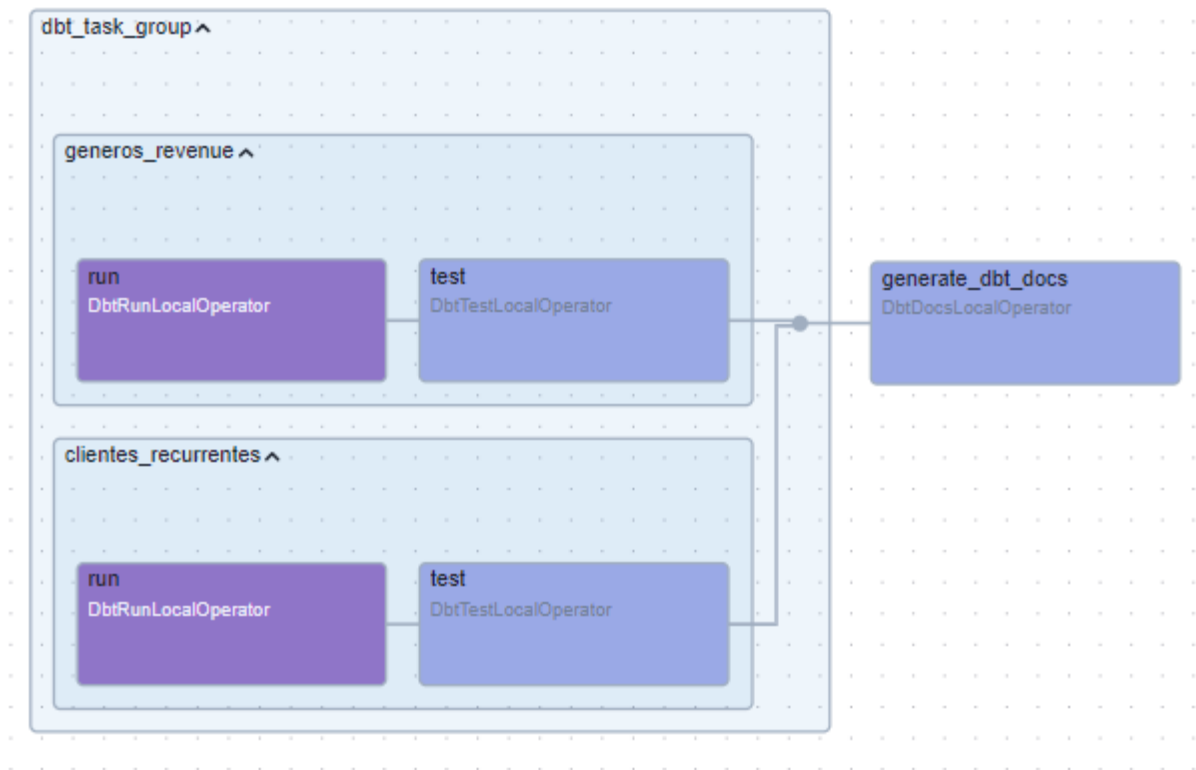 dbt_task_group
generos_revenue
run
DbtRunLocalOperator
test
DbtTestLocalOperator
generate_dbt_docs
DbtDocsLocalOperator
clientes_recurrentes
run
DbtRunLocalOperator
test
DbtTestLocalOperator